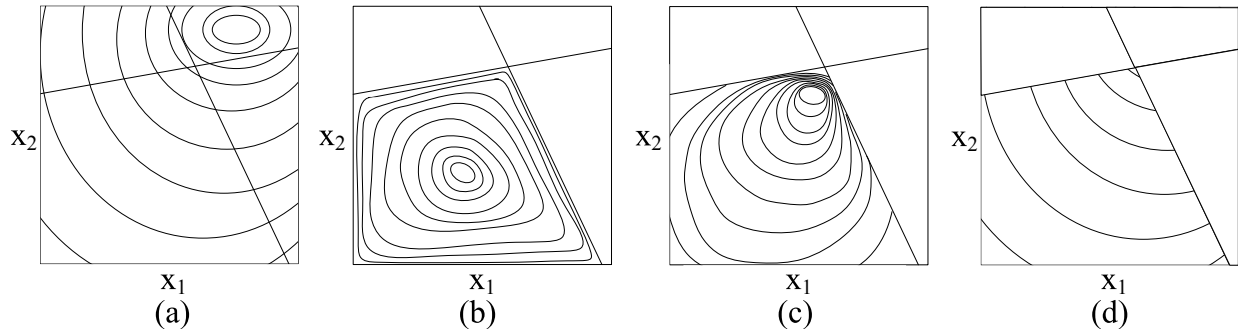 x₂ x₂ x₂ x₂
x₁ x₁ x₁ x₁
(a) (b) (c) (d)